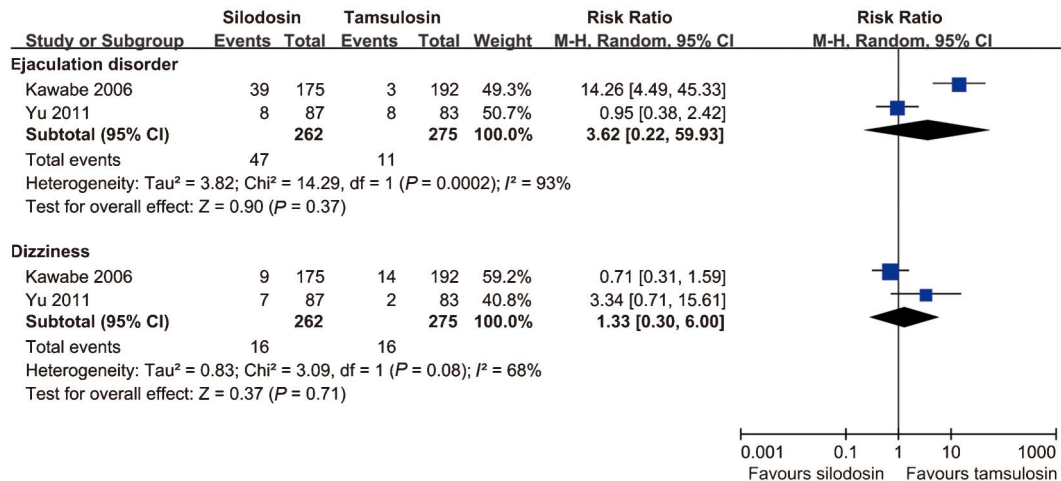 Silodosin Tamsulosin Risk Ratio Risk Ratio
Study or Subgroup Events Total Events Total Weight M-H, Random, 95% CI M-H, Random, 95% CI
Ejaculation disorder
Kawabe 2006 39 175 3 192 49.3% 14.26 [4.49, 45.33]
Yu 2011 8 87 8 83 50.7% 0.95 [0.38, 2.42]
Subtotal (95% CI) 262 275 100.0% 3.62 [0.22, 59.93]
Total events 47 11
Heterogeneity: Tau² = 3.82; Chi² = 14.29, df = 1 (P = 0.0002); I² = 93%
Test for overall effect: Z = 0.90 (P = 0.37)
Dizziness
Kawabe 2006 9 175 14 192 59.2% 0.71 [0.31, 1.59]
Yu 2011 7 87 2 83 40.8% 3.34 [0.71, 15.61]
Subtotal (95% CI) 262 275 100.0% 1.33 [0.30, 6.00]
Total events 16 16
Heterogeneity: Tau² = 0.83; Chi² = 3.09, df = 1 (P = 0.08); I² = 68%
Test for overall effect: Z = 0.37 (P = 0.71)
0.001 0.1 1 10 1000
Favours silodosin Favours tamsulosin